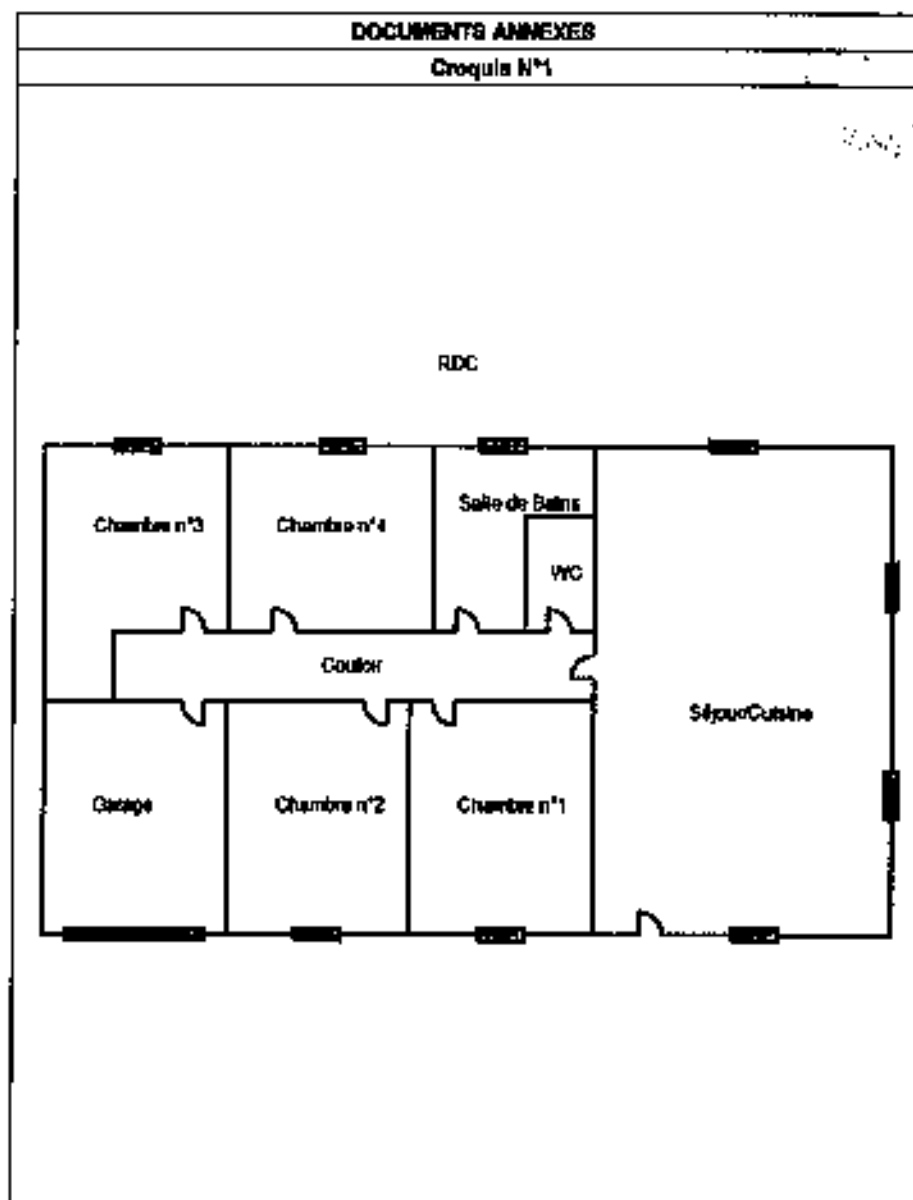 DOCUMENTS ANNEXES
Croquis N°1
RDC
Chambre n°3
Chambre n°4
Salle de Bains
WC
Couloir
Séjour/Cuisine
Garage
Chambre n°2
Chambre n°1